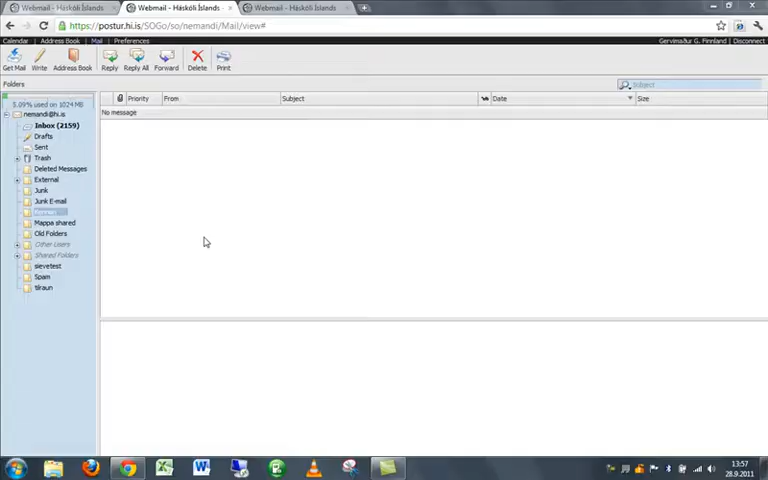 Webmail - Háskóli Íslands
Webmail - Háskóli Íslands
Webmail - Háskóli Íslands
https://postur.hi.is/SOGo/so/nemandi/Mail/view#
Calendar Address Book Mail Preferences
Gervimaður G. Finnland Disconnect
Get Mail Write Address Book Reply Reply All Forward Delete Print
Folders
Subject
5.09% used on 1024 MB
Priority From Subject Date Size
No message
nemandi@hi.is
Inbox (2159)
Drafts
Sent
Trash
Deleted Messages
External
Junk
Junk E-mail
Mappa shared
Old Folders
Other Users
Shared Folders
sievetest
Spam
tilraun
13:57
28.9.2011